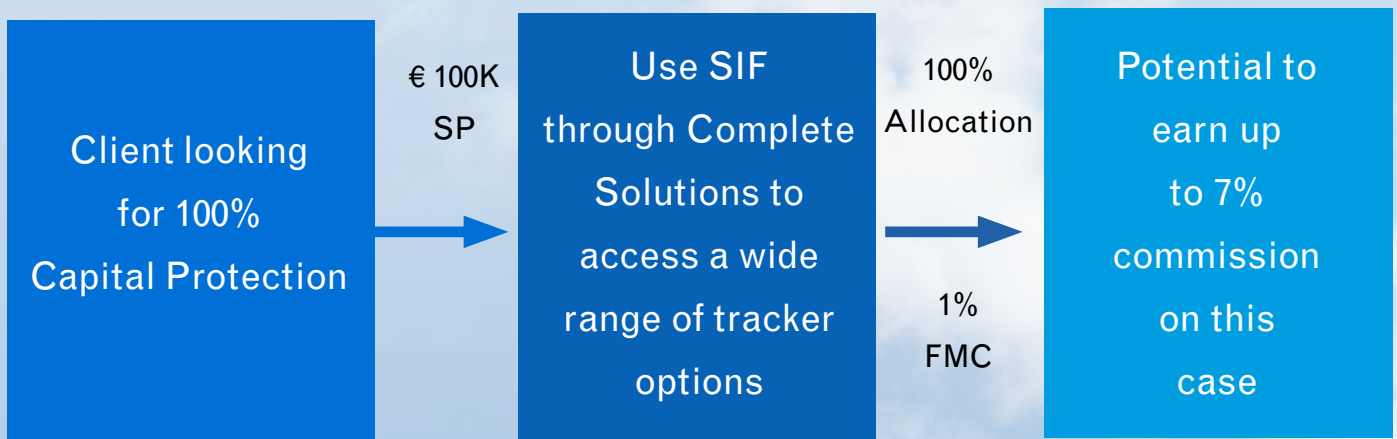 Client looking
for 100%
Capital Protection
€ 100K
SP
Use SIF
through Complete
Solutions to
access a wide
range of tracker
options
100%
Allocation
1%
FMC
Potential to
earn up
to 7%
commission
on this
case